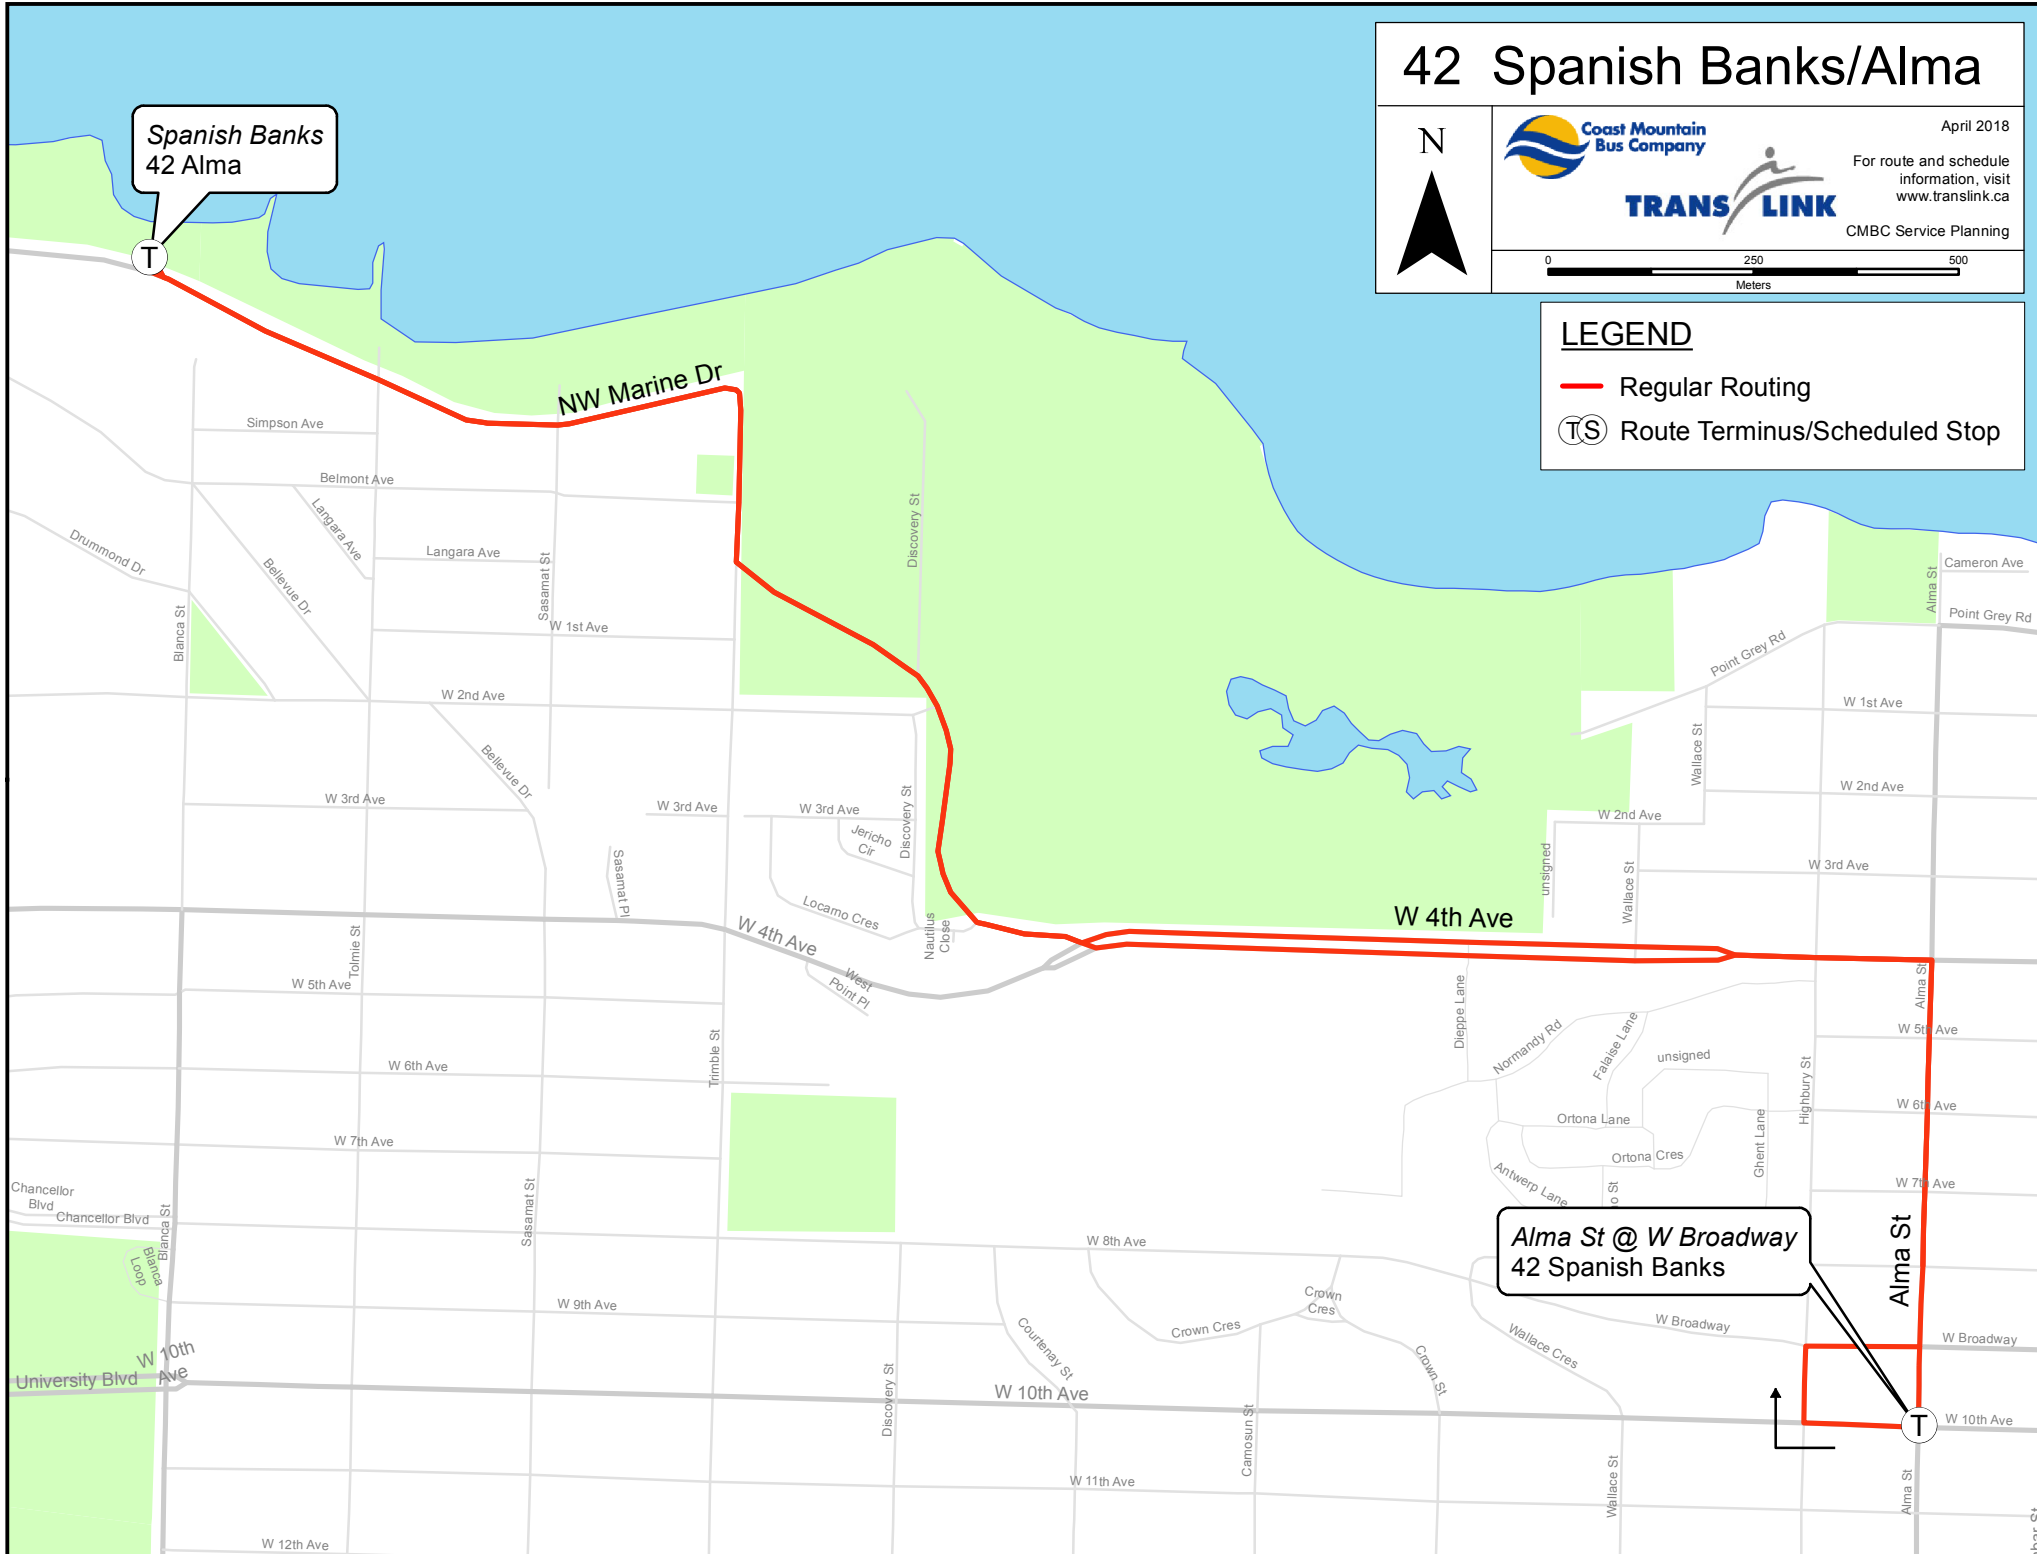 42 Spanish Banks/Alma
N
Coast Mountain
Bus Company
TRANS LINK
April 2018
For route and schedule
information, visit
www.translink.ca
CMBC Service Planning
0 250 500
Meters
LEGEND
Regular Routing
TS Route Terminus/Scheduled Stop
Spanish Banks
42 Alma
T
NW Marine Dr
Simpson Ave
Belmont Ave
Langara Ave
Langara Ave
Drummond Dr
Bellevue Dr
Sasamat St
Discovery St
Blanca St
W 1st Ave
W 2nd Ave
Bellevue Dr
W 3rd Ave
W 3rd Ave
W 3rd Ave
Jericho
Cir
Discovery St
Sasamat Pl
Locarno Cres
Nautilus
Close
W 4th Ave
West
Point Pl
Tolmie St
W 5th Ave
Trimble St
W 6th Ave
W 7th Ave
Chancellor
Blvd
Chancellor Blvd
Blanca St
Blanca
Loop
Sasamat St
W 8th Ave
W 9th Ave
W 10th
Ave
University Blvd
Discovery St
Courtenay St
W 10th Ave
Crown Cres
Crown
Cres
Camosun St
Crown St
Wallace Cres
W 11th Ave
W 12th Ave
Wallace St
Cameron Ave
Alma St
Point Grey Rd
Point Grey Rd
W 1st Ave
Wallace St
W 2nd Ave
W 2nd Ave
unsigned
Wallace St
W 3rd Ave
W 4th Ave
Alma St
Dieppe Lane
Normandy Rd
Falaise Lane
unsigned
W 5th Ave
Highbury St
W 6th Ave
Ortona Lane
Ortona Cres
Ghent Lane
Antwerp Lane
o St
W 7th Ave
Alma St
Alma St @ W Broadway
42 Spanish Banks
W Broadway
W Broadway
T
W 10th Ave
Alma St